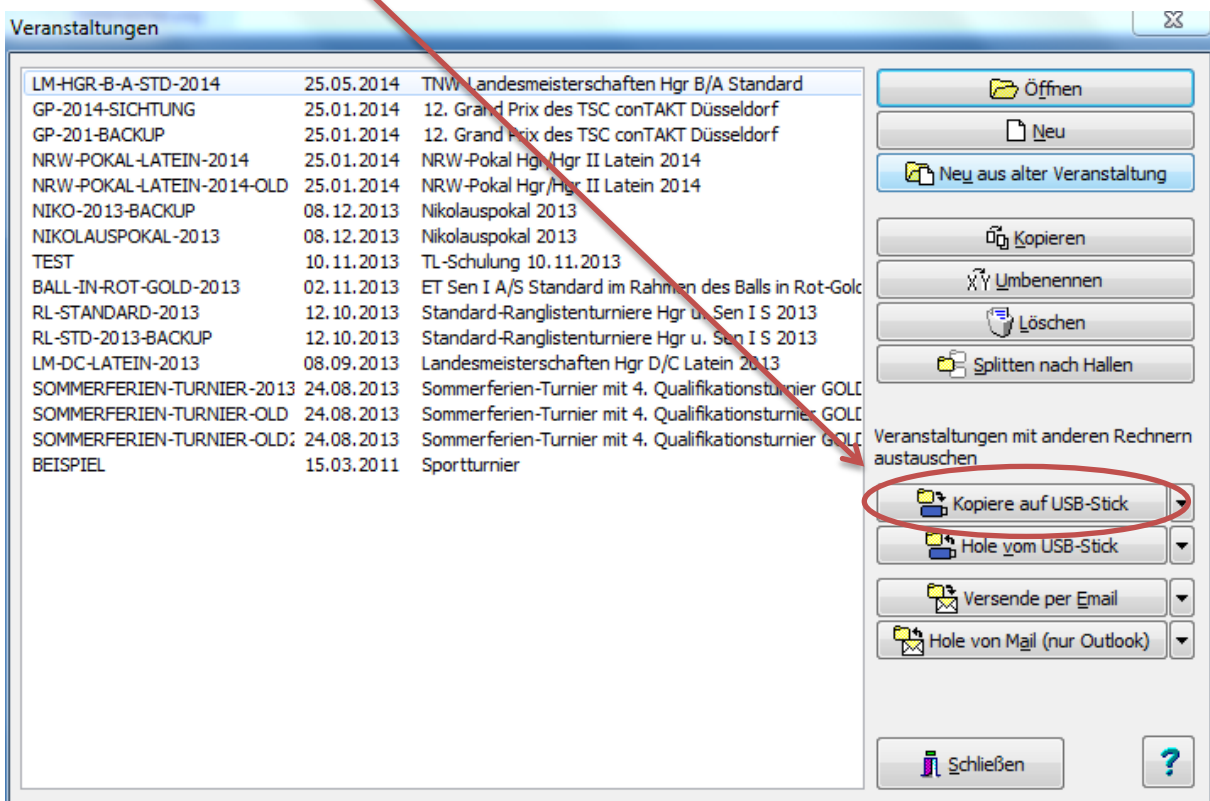 Veranstaltungen
LM-HGR-B-A-STD-2014 25.05.2014 TNW Landesmeisterschaften Hgr B/A Standard
GP-2014-SICHTUNG 25.01.2014 12. Grand Prix des TSC conTAKT Düsseldorf
GP-201-BACKUP 25.01.2014 12. Grand Prix des TSC conTAKT Düsseldorf
NRW-POKAL-LATEIN-2014 25.01.2014 NRW-Pokal Hgr/Hgr II Latein 2014
NRW-POKAL-LATEIN-2014-OLD 25.01.2014 NRW-Pokal Hgr/Hgr II Latein 2014
NIKO-2013-BACKUP 08.12.2013 Nikolauspokal 2013
NIKOLAUSPOKAL-2013 08.12.2013 Nikolauspokal 2013
TEST 10.11.2013 TL-Schulung 10.11.2013
BALL-IN-ROT-GOLD-2013 02.11.2013 ET Sen I A/S Standard im Rahmen des Balls in Rot-Gold
RL-STANDARD-2013 12.10.2013 Standard-Ranglistenturniere Hgr u. Sen I S 2013
RL-STD-2013-BACKUP 12.10.2013 Standard-Ranglistenturniere Hgr u. Sen I S 2013
LM-DC-LATEIN-2013 08.09.2013 Landesmeisterschaften Hgr D/C Latein 2013
SOMMERFERIEN-TURNIER-2013 24.08.2013 Sommerferien-Turnier mit 4. Qualifikationsturnier GOLD
SOMMERFERIEN-TURNIER-OLD 24.08.2013 Sommerferien-Turnier mit 4. Qualifikationsturnier GOLD
SOMMERFERIEN-TURNIER-OLD2 24.08.2013 Sommerferien-Turnier mit 4. Qualifikationsturnier GOLD
BEISPIEL 15.03.2011 Sportturnier
Öffnen
Neu
Neu aus alter Veranstaltung
Kopieren
Umbenennen
Löschen
Splitten nach Hallen
Veranstaltungen mit anderen Rechnern
austauschen
Kopiere auf USB-Stick
Hole vom USB-Stick
Versende per Email
Hole von Mail (nur Outlook)
Schließen
?